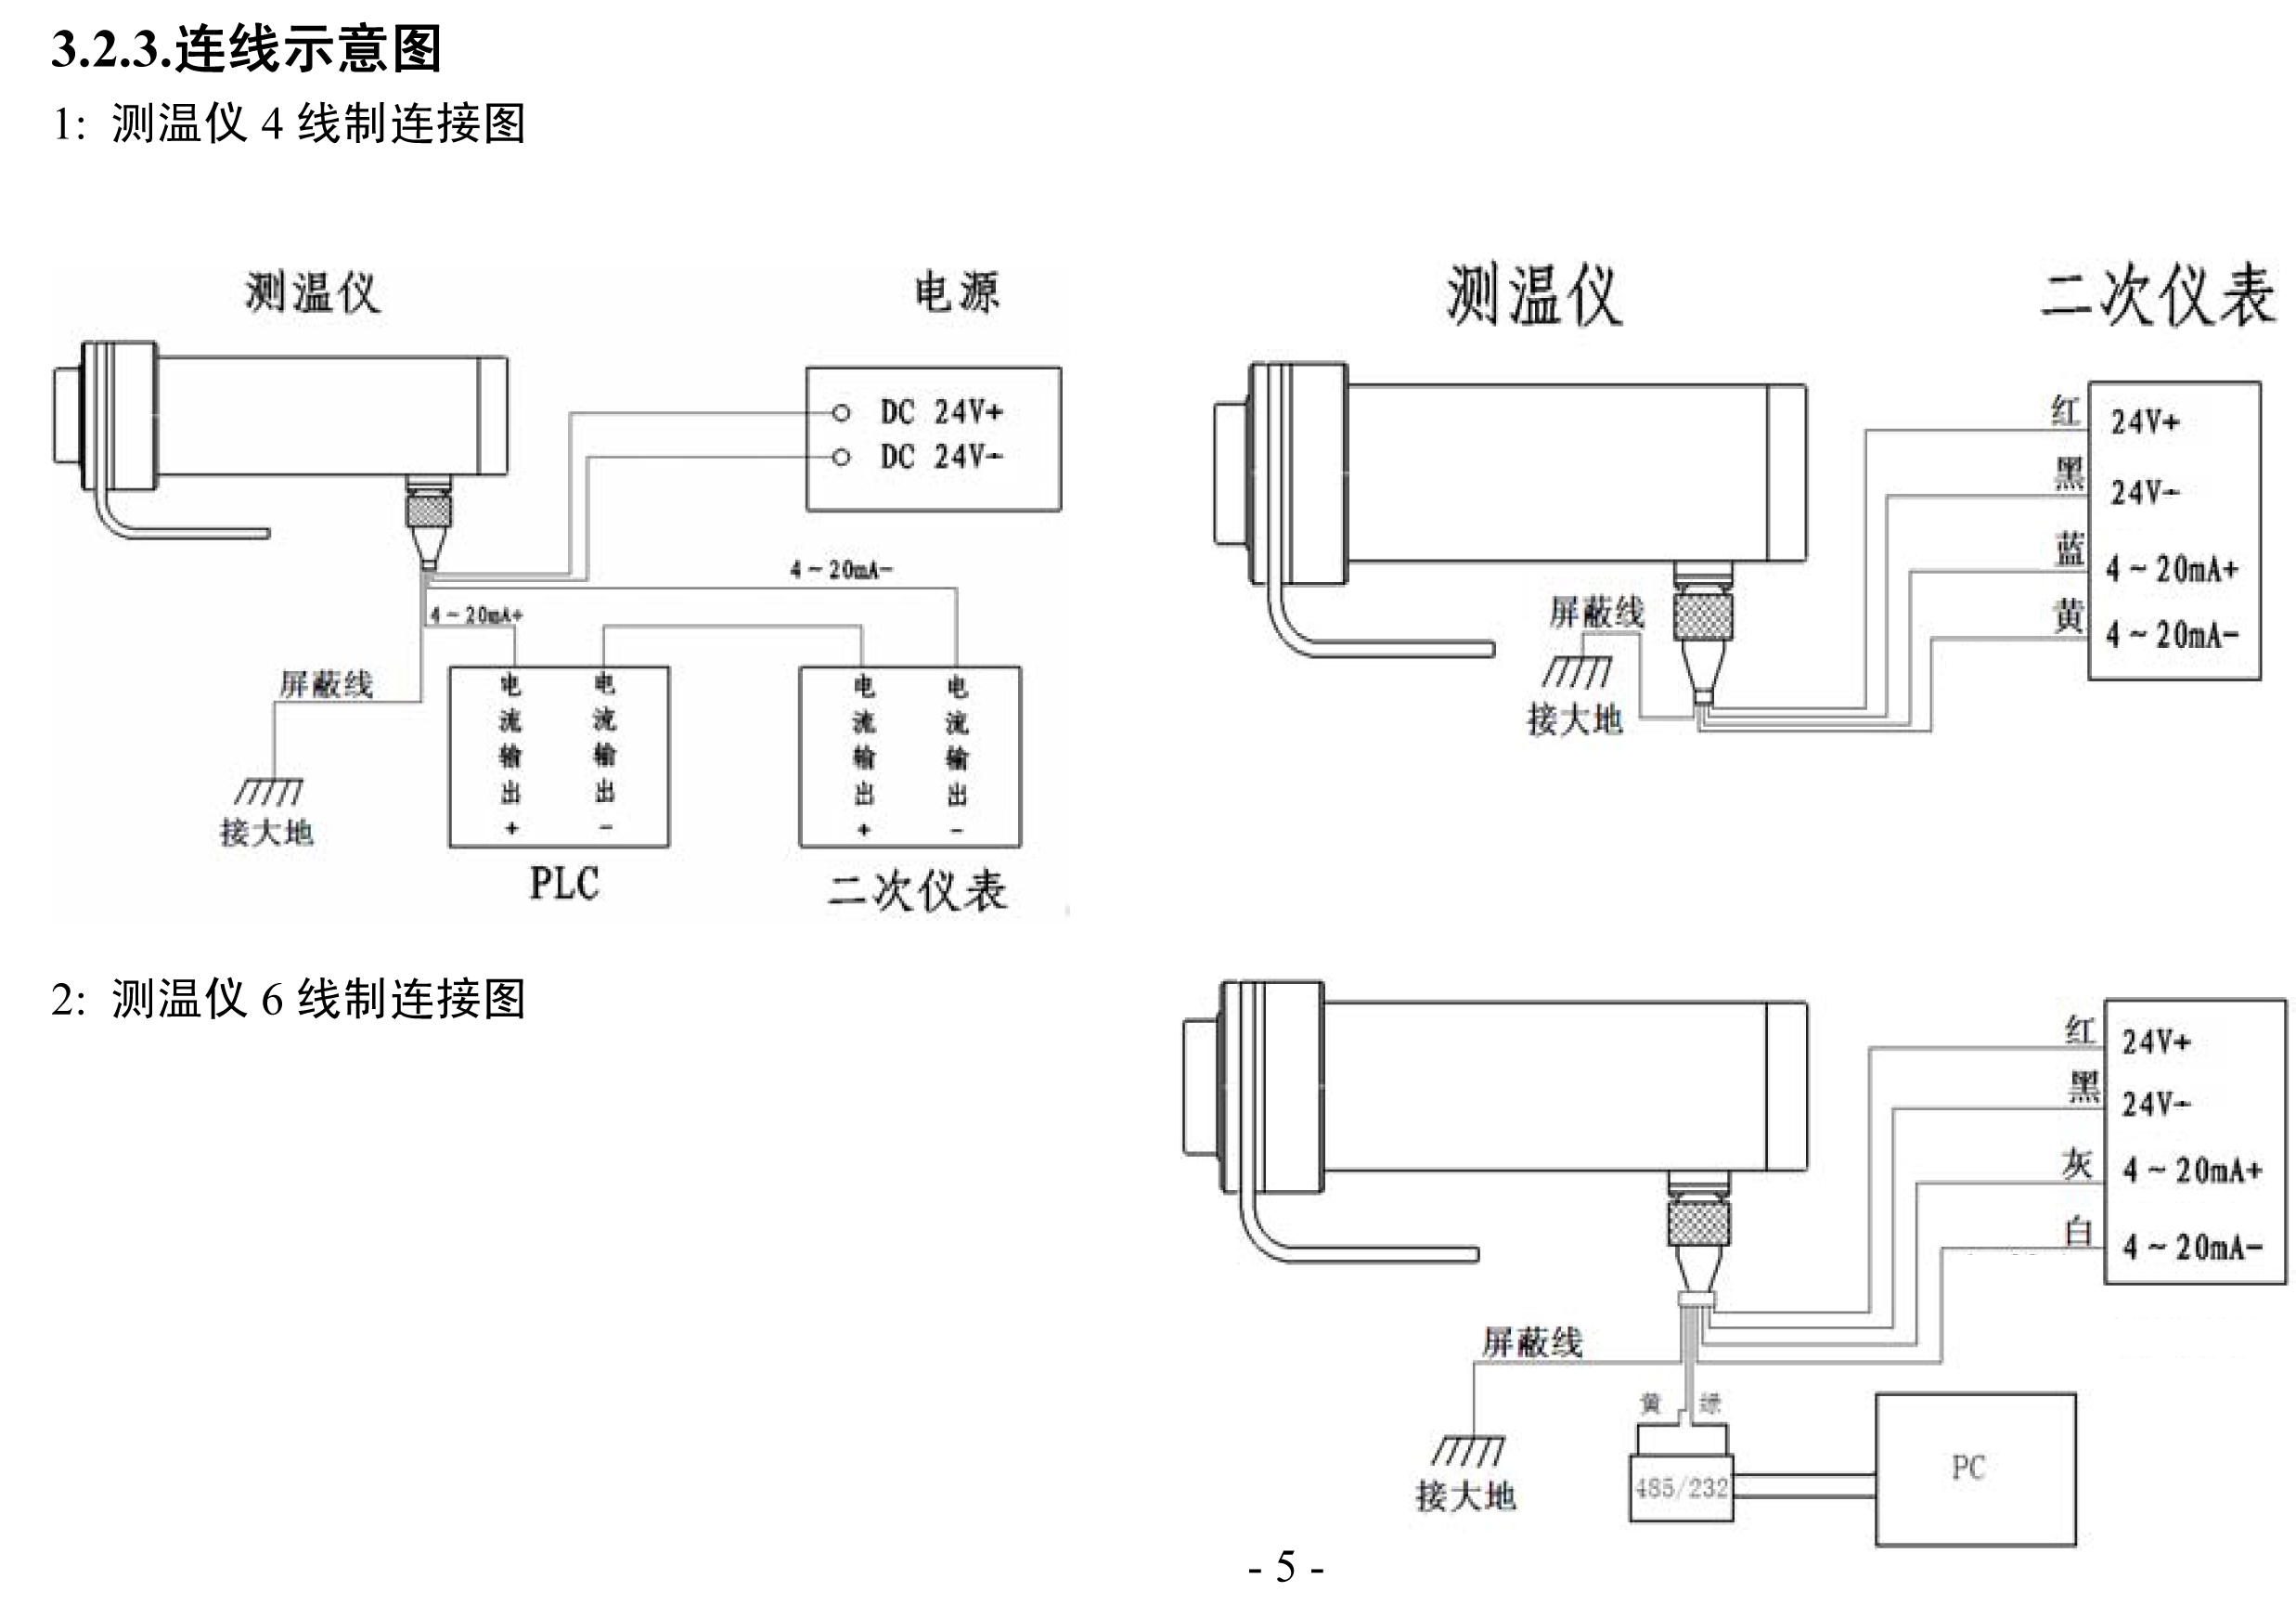 3.2.3.连线示意图
1: 测温仪 4 线制连接图
测温仪
电源
DC 24V+
DC 24V-
4~20mA-
4~20mA+
屏蔽线
接大地
电流输出+
电流输出-
电流输出+
电流输出-
PLC
二次仪表
测温仪
二次仪表
红
24V+
黑
24V-
蓝
4~20mA+
黄
4~20mA-
屏蔽线
接大地
2: 测温仪 6 线制连接图
红
24V+
黑
24V-
灰
4~20mA+
白
4~20mA-
屏蔽线
接大地
黄 绿
485/232
PC
- 5 -